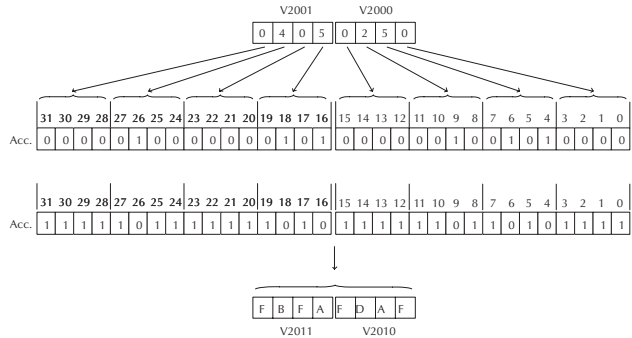 V2001 V2000
0 4 0 5 0 2 5 0
31 30 29 28 27 26 25 24 23 22 21 20 19 18 17 16 15 14 13 12 11 10 9 8 7 6 5 4 3 2 1 0
Acc. 0 0 0 0 0 1 0 0 0 0 0 0 0 1 0 1 0 0 0 0 0 0 1 0 0 1 0 1 0 0 0 0
31 30 29 28 27 26 25 24 23 22 21 20 19 18 17 16 15 14 13 12 11 10 9 8 7 6 5 4 3 2 1 0
Acc. 1 1 1 1 1 0 1 1 1 1 1 1 1 0 1 0 1 1 1 1 1 1 0 1 1 0 1 0 1 1 1 1
F B F A F D A F
V2011 V2010